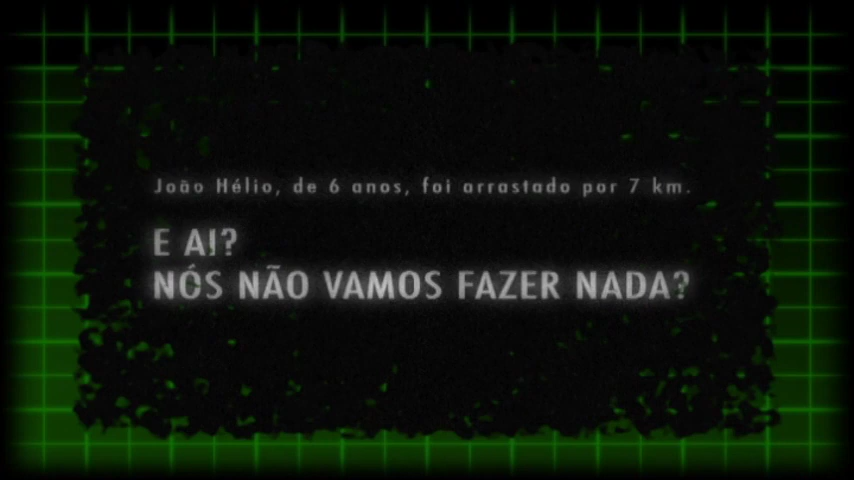 João Hélio, de 6 anos, foi arrastado por 7 km.
E AI?
NÓS NÃO VAMOS FAZER NADA?